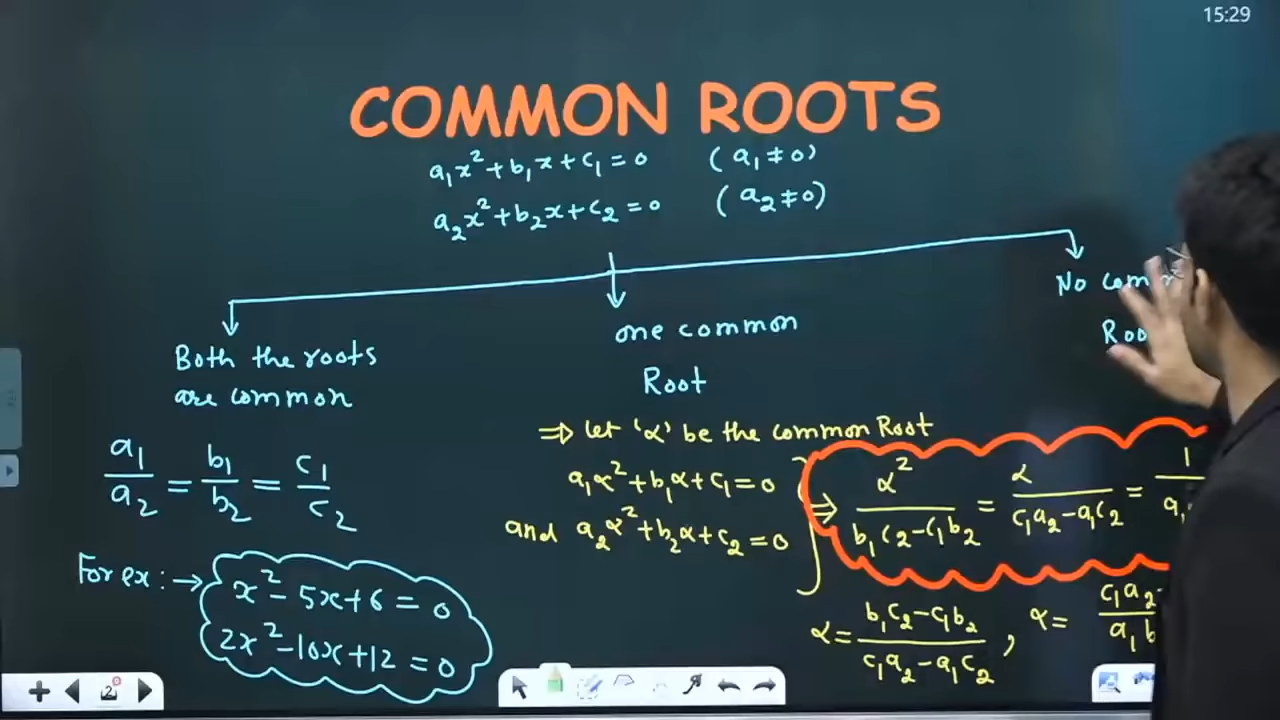 15:29
COMMON ROOTS
a₁x²+b₁x+c₁=0 (a₁≠0)
a₂x²+b₂x+c₂=0 (a₂≠0)
Both the roots
are common
one common
Root
No
a₁/a₂ = b₁/b₂ = c₁/c₂
For ex: →
x²-5x+6=0
2x²-10x+12=0
⇒ let 'α' be the common Root
a₁α²+b₁α+c₁=0
and a₂α²+b₂α+c₂=0
⇒ α²/(b₁c₂-c₁b₂) = α/(c₁a₂-a₁c₂) =
α = (b₁c₂-c₁b₂)/(c₁a₂-a₁c₂), α =
2